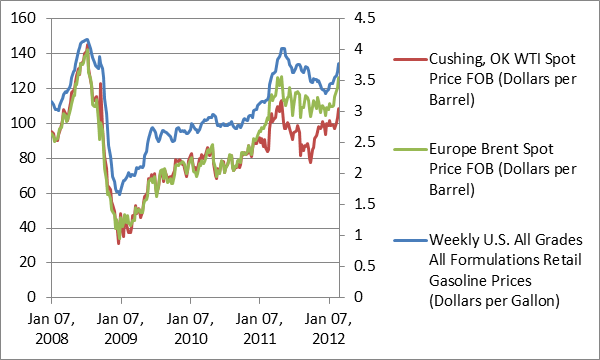 160
140
120
100
80
60
40
20
0
4.5
4
3.5
3
2.5
2
1.5
1
0.5
0
Jan 07,
2008
Jan 07,
2009
Jan 07,
2010
Jan 07,
2011
Jan 07,
2012
Cushing, OK WTI Spot
Price FOB (Dollars per
Barrel)
Europe Brent Spot
Price FOB (Dollars per
Barrel)
Weekly U.S. All Grades
All Formulations Retail
Gasoline Prices
(Dollars per Gallon)